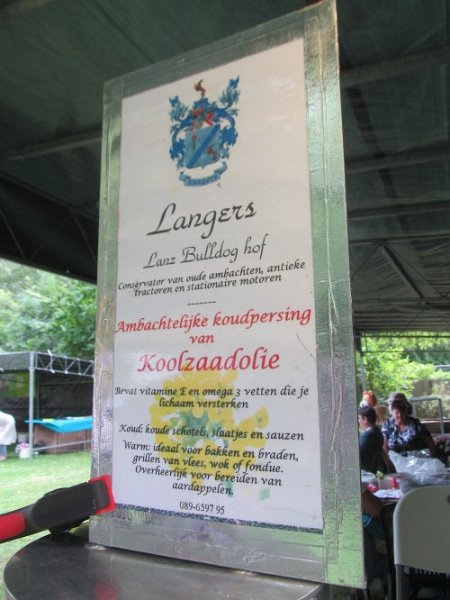 Langers
Lanz Bulldog hof
Conservator van oude ambachten, antieke
tractoren en stationaire motoren
--------
Ambachtelijke koudpersing
van
Koolzaadolie
Bevat vitamine E en omega 3 vetten die je
lichaam versterken
Koud: koude schotels, slaatjes en sauzen
Warm: ideaal voor bakken en braden,
grillen van vlees, wok of fondue.
Overheerlijk voor bereiden van
aardappelen.
089-6597 95